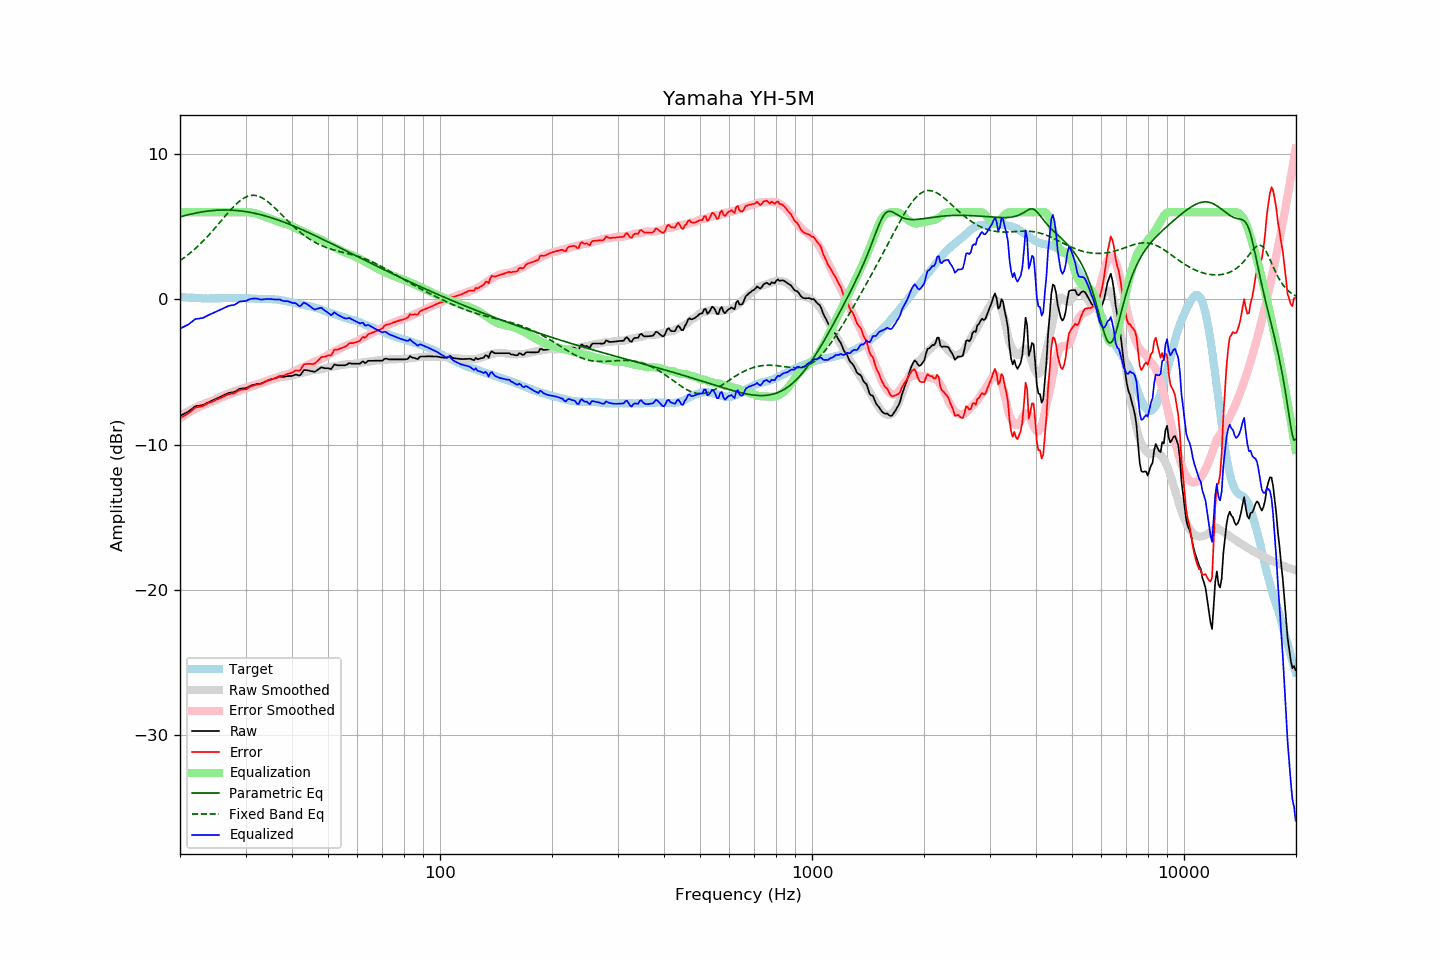 Yamaha YH-5M
10
0
−10
−20
−30
Amplitude (dBr)
Target
Raw Smoothed
Error Smoothed
Raw
Error
Equalization
Parametric Eq
Fixed Band Eq
Equalized
100
1000
10000
Frequency (Hz)